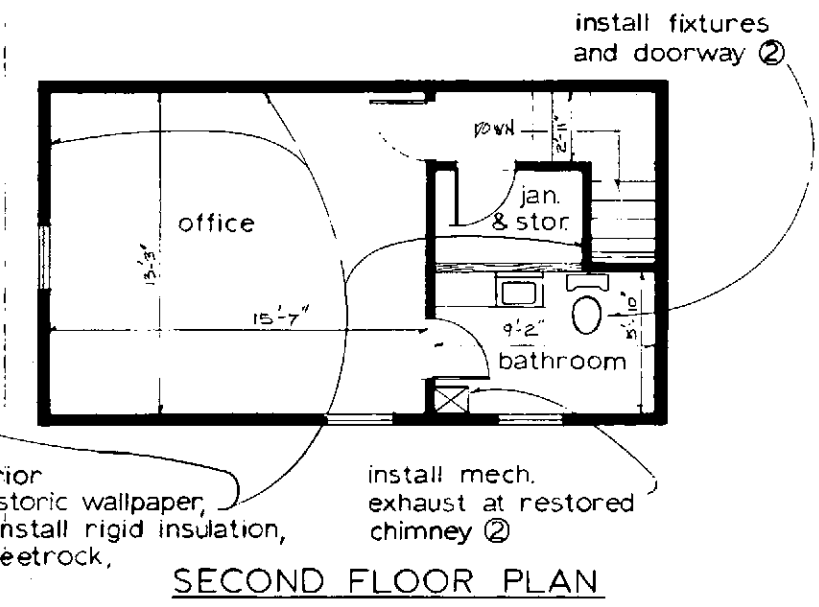 install fixtures
and doorway ②
DOWN
2'-11"
jan.
& stor.
office
13'-3"
15'-7"
9'-2"
5'-10"
bathroom
rior
storic wallpaper,
nstall rigid insulation,
eetrock,
install mech.
exhaust at restored
chimney ②
SECOND FLOOR PLAN